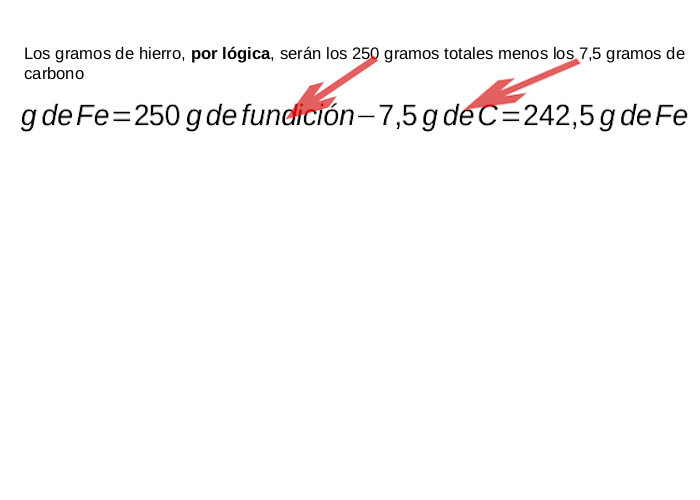 Los gramos de hierro, por lógica, serán los 250 gramos totales menos los 7,5 gramos de
carbono
g de Fe=250 g de fundición−7,5 g de C=242,5 g de Fe